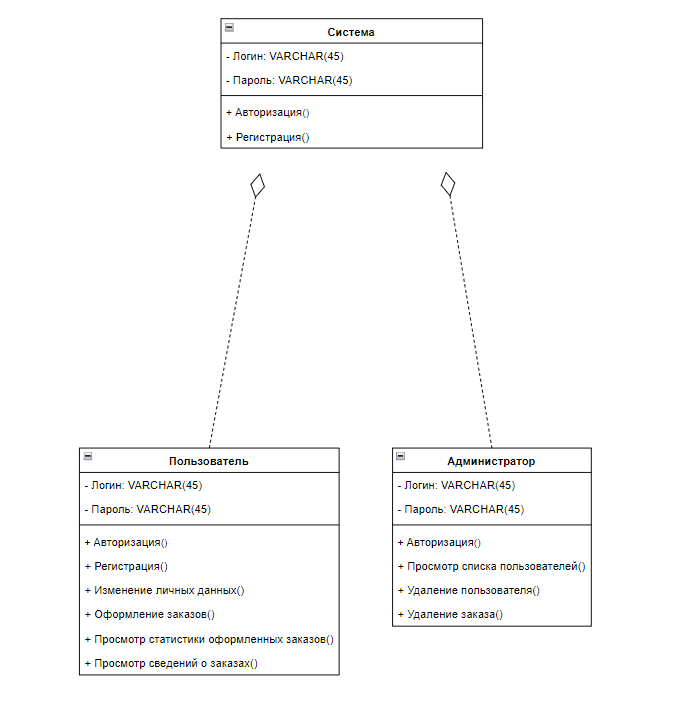 Система
- Логин: VARCHAR(45)
- Пароль: VARCHAR(45)
+ Авторизация()
+ Регистрация()
Пользователь
- Логин: VARCHAR(45)
- Пароль: VARCHAR(45)
+ Авторизация()
+ Регистрация()
+ Изменение личных данных()
+ Оформление заказов()
+ Просмотр статистики оформленных заказов()
+ Просмотр сведений о заказах()
Администратор
- Логин: VARCHAR(45)
- Пароль: VARCHAR(45)
+ Авторизация()
+ Просмотр списка пользователей()
+ Удаление пользователя()
+ Удаление заказа()